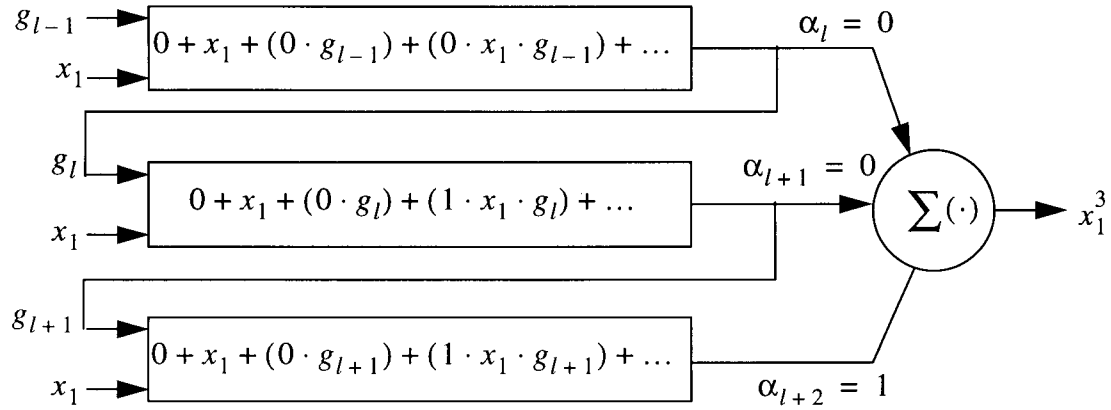 g_{l-1}
0 + x_1 + (0 · g_{l-1}) + (0 · x_1 · g_{l-1}) + ...
x_1
α_l = 0
g_l
0 + x_1 + (0 · g_l) + (1 · x_1 · g_l) + ...
x_1
α_{l+1} = 0
∑(·)
x_1^3
g_{l+1}
0 + x_1 + (0 · g_{l+1}) + (1 · x_1 · g_{l+1}) + ...
x_1
α_{l+2} = 1